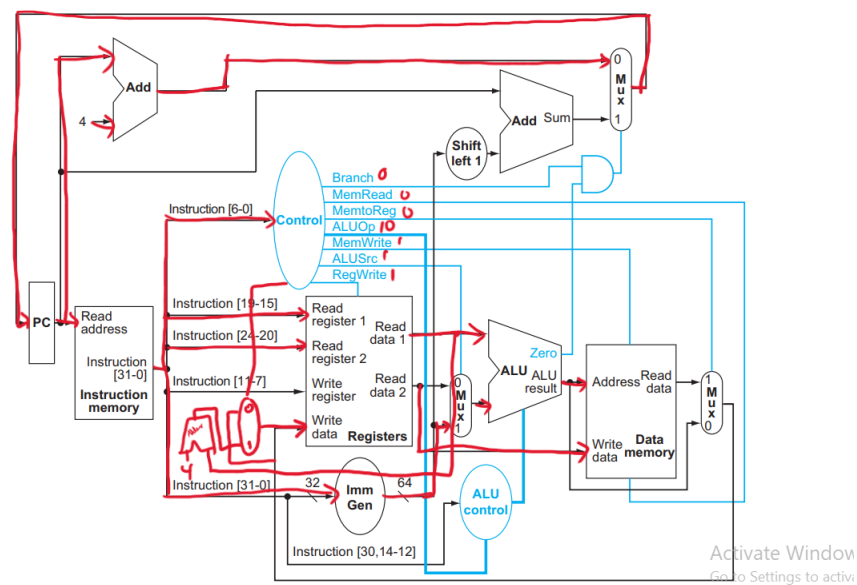 Add
4
0
M
u
x
1
Add Sum
Shift
left 1
Branch 0
MemRead 0
MemtoReg 0
ALUOp 10
MemWrite 1
ALUSrc 1
RegWrite 1
Control
Instruction [6-0]
Instruction [19-15]
Instruction [24-20]
Instruction [11-7]
Instruction [31-0]
PC
Read
address
Instruction
[31-0]
Instruction
memory
Read
register 1
Read
data 1
Read
register 2
Write
register
Read
data 2
Write
data
Registers
0
M
u
x
1
Zero
ALU
ALU
result
Address
Read
data
Write
data
Data
memory
1
M
u
x
0
0
1
4
32
Imm
Gen
64
ALU
control
Instruction [30,14-12]
Activate Window
Go to Settings to activa